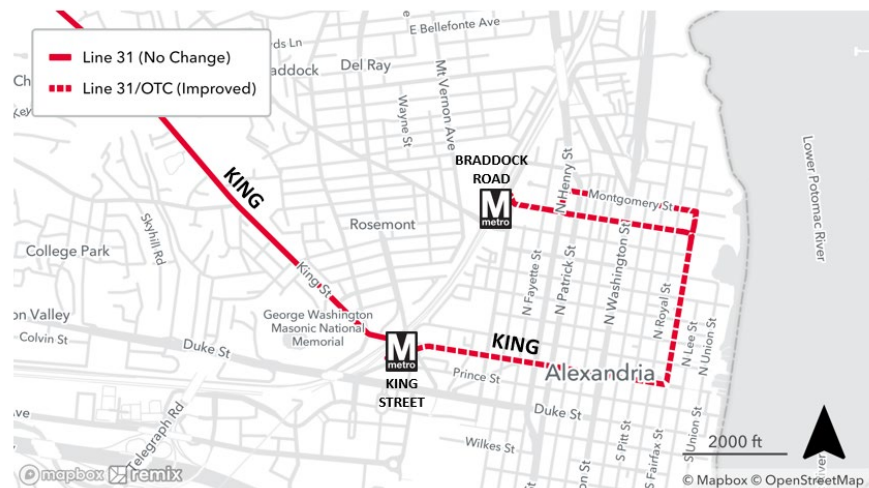 E Bellefonte Ave
Line 31 (No Change)
Line 31/OTC (Improved)
Del Ray
Mt Vernon Ave
Wayne St
BRADDOCK
ROAD
M
metro
N Henry St
Montgomery St
Lower Potomac River
KING
Skyhill Rd
Rosemont
College Park
King St
N Fayette St
N Patrick St
N Washington St
N Royal St
N Lee St
N Union St
George Washington
Masonic National
Memorial
on Valley
Colvin St
Duke St
M
metro
KING
STREET
KING
Prince St
Alexandria
Duke St
Telegraph Rd
Wilkes St
S Pitt St
S Fairfax St
S Union St
2000 ft
mapbox
remix
© Mapbox © OpenStreetMap